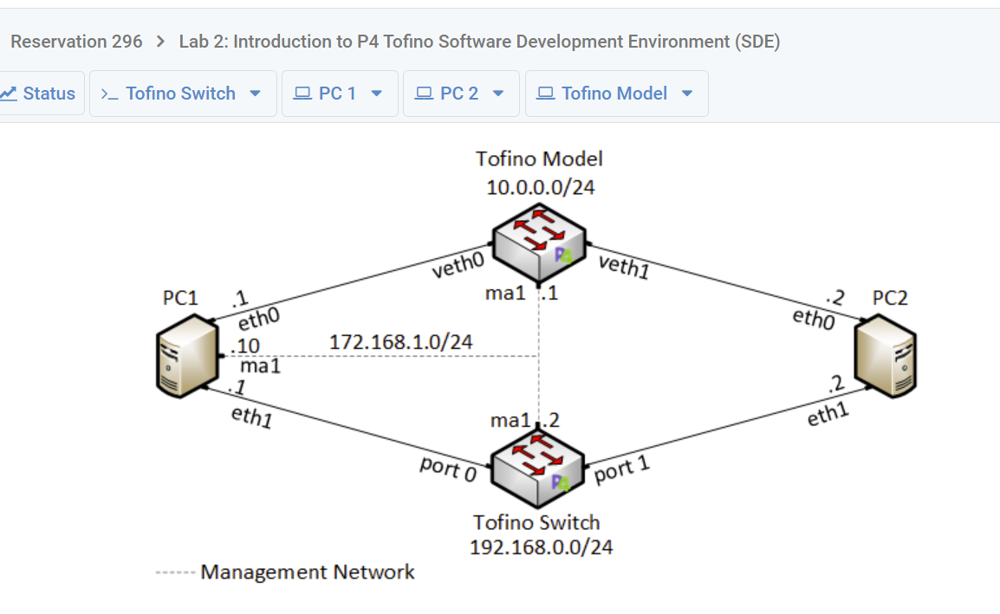 Reservation 296 > Lab 2: Introduction to P4 Tofino Software Development Environment (SDE)
Status >_ Tofino Switch PC 1 PC 2 Tofino Model
Tofino Model
10.0.0.0/24
P4
veth0 veth1
ma1 .1
PC1 .1 .2 PC2
eth0 eth0
.10 172.168.1.0/24
ma1
.1 .2
eth1 eth1
ma1 .2
port 0 port 1
P4
Tofino Switch
192.168.0.0/24
Management Network